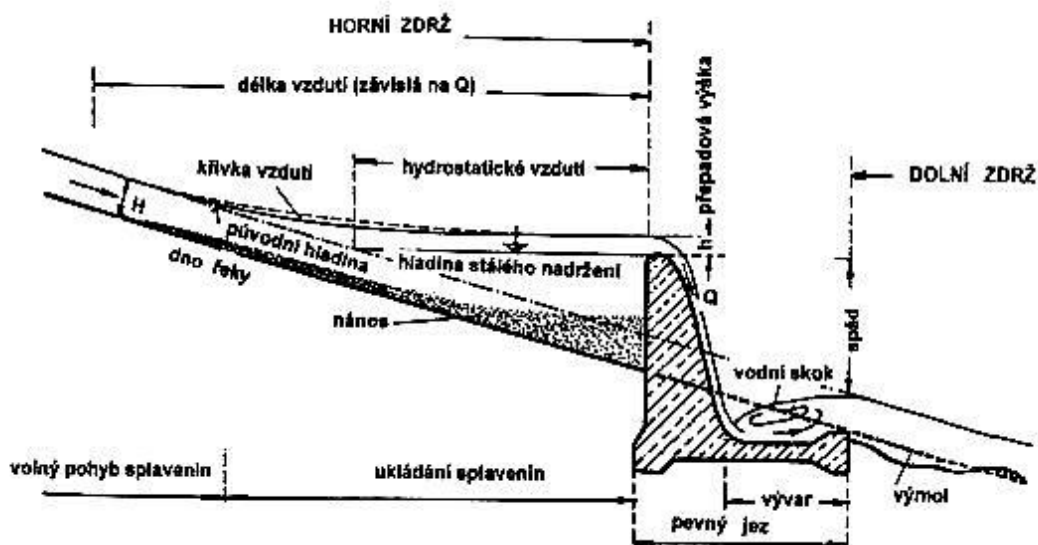 HORNÍ ZDRŽ
délka vzdutí (závislá na Q)
přepadová výška
křivka vzdutí
hydrostatické vzdutí
DOLNÍ ZDRŽ
H
původní hladina
h
dno řeky
hladina stálého nadržení
Q
nános
spád
vodní skok
volný pohyb splavenin
ukládání splavenin
vývar
výmol
pevný jez